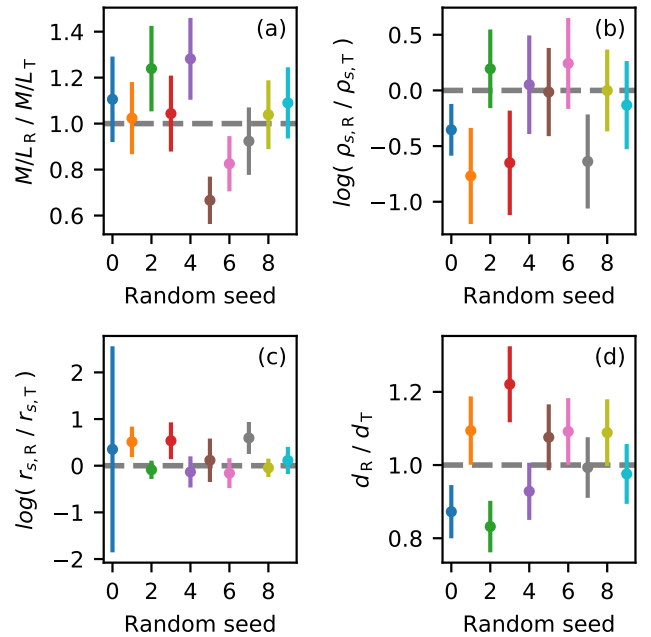 (a)
M/L_R / M/L_T
1.4
1.2
1.0
0.8
0.6
0 2 4 6 8
Random seed
(b)
log( ρ_s,R / ρ_s,T )
0.0
−0.5
−1.0
0 2 4 6 8
Random seed
(c)
log( r_s,R / r_s,T )
2
1
0
−1
−2
0 2 4 6 8
Random seed
(d)
d_R / d_T
1.2
1.0
0.8
0 2 4 6 8
Random seed